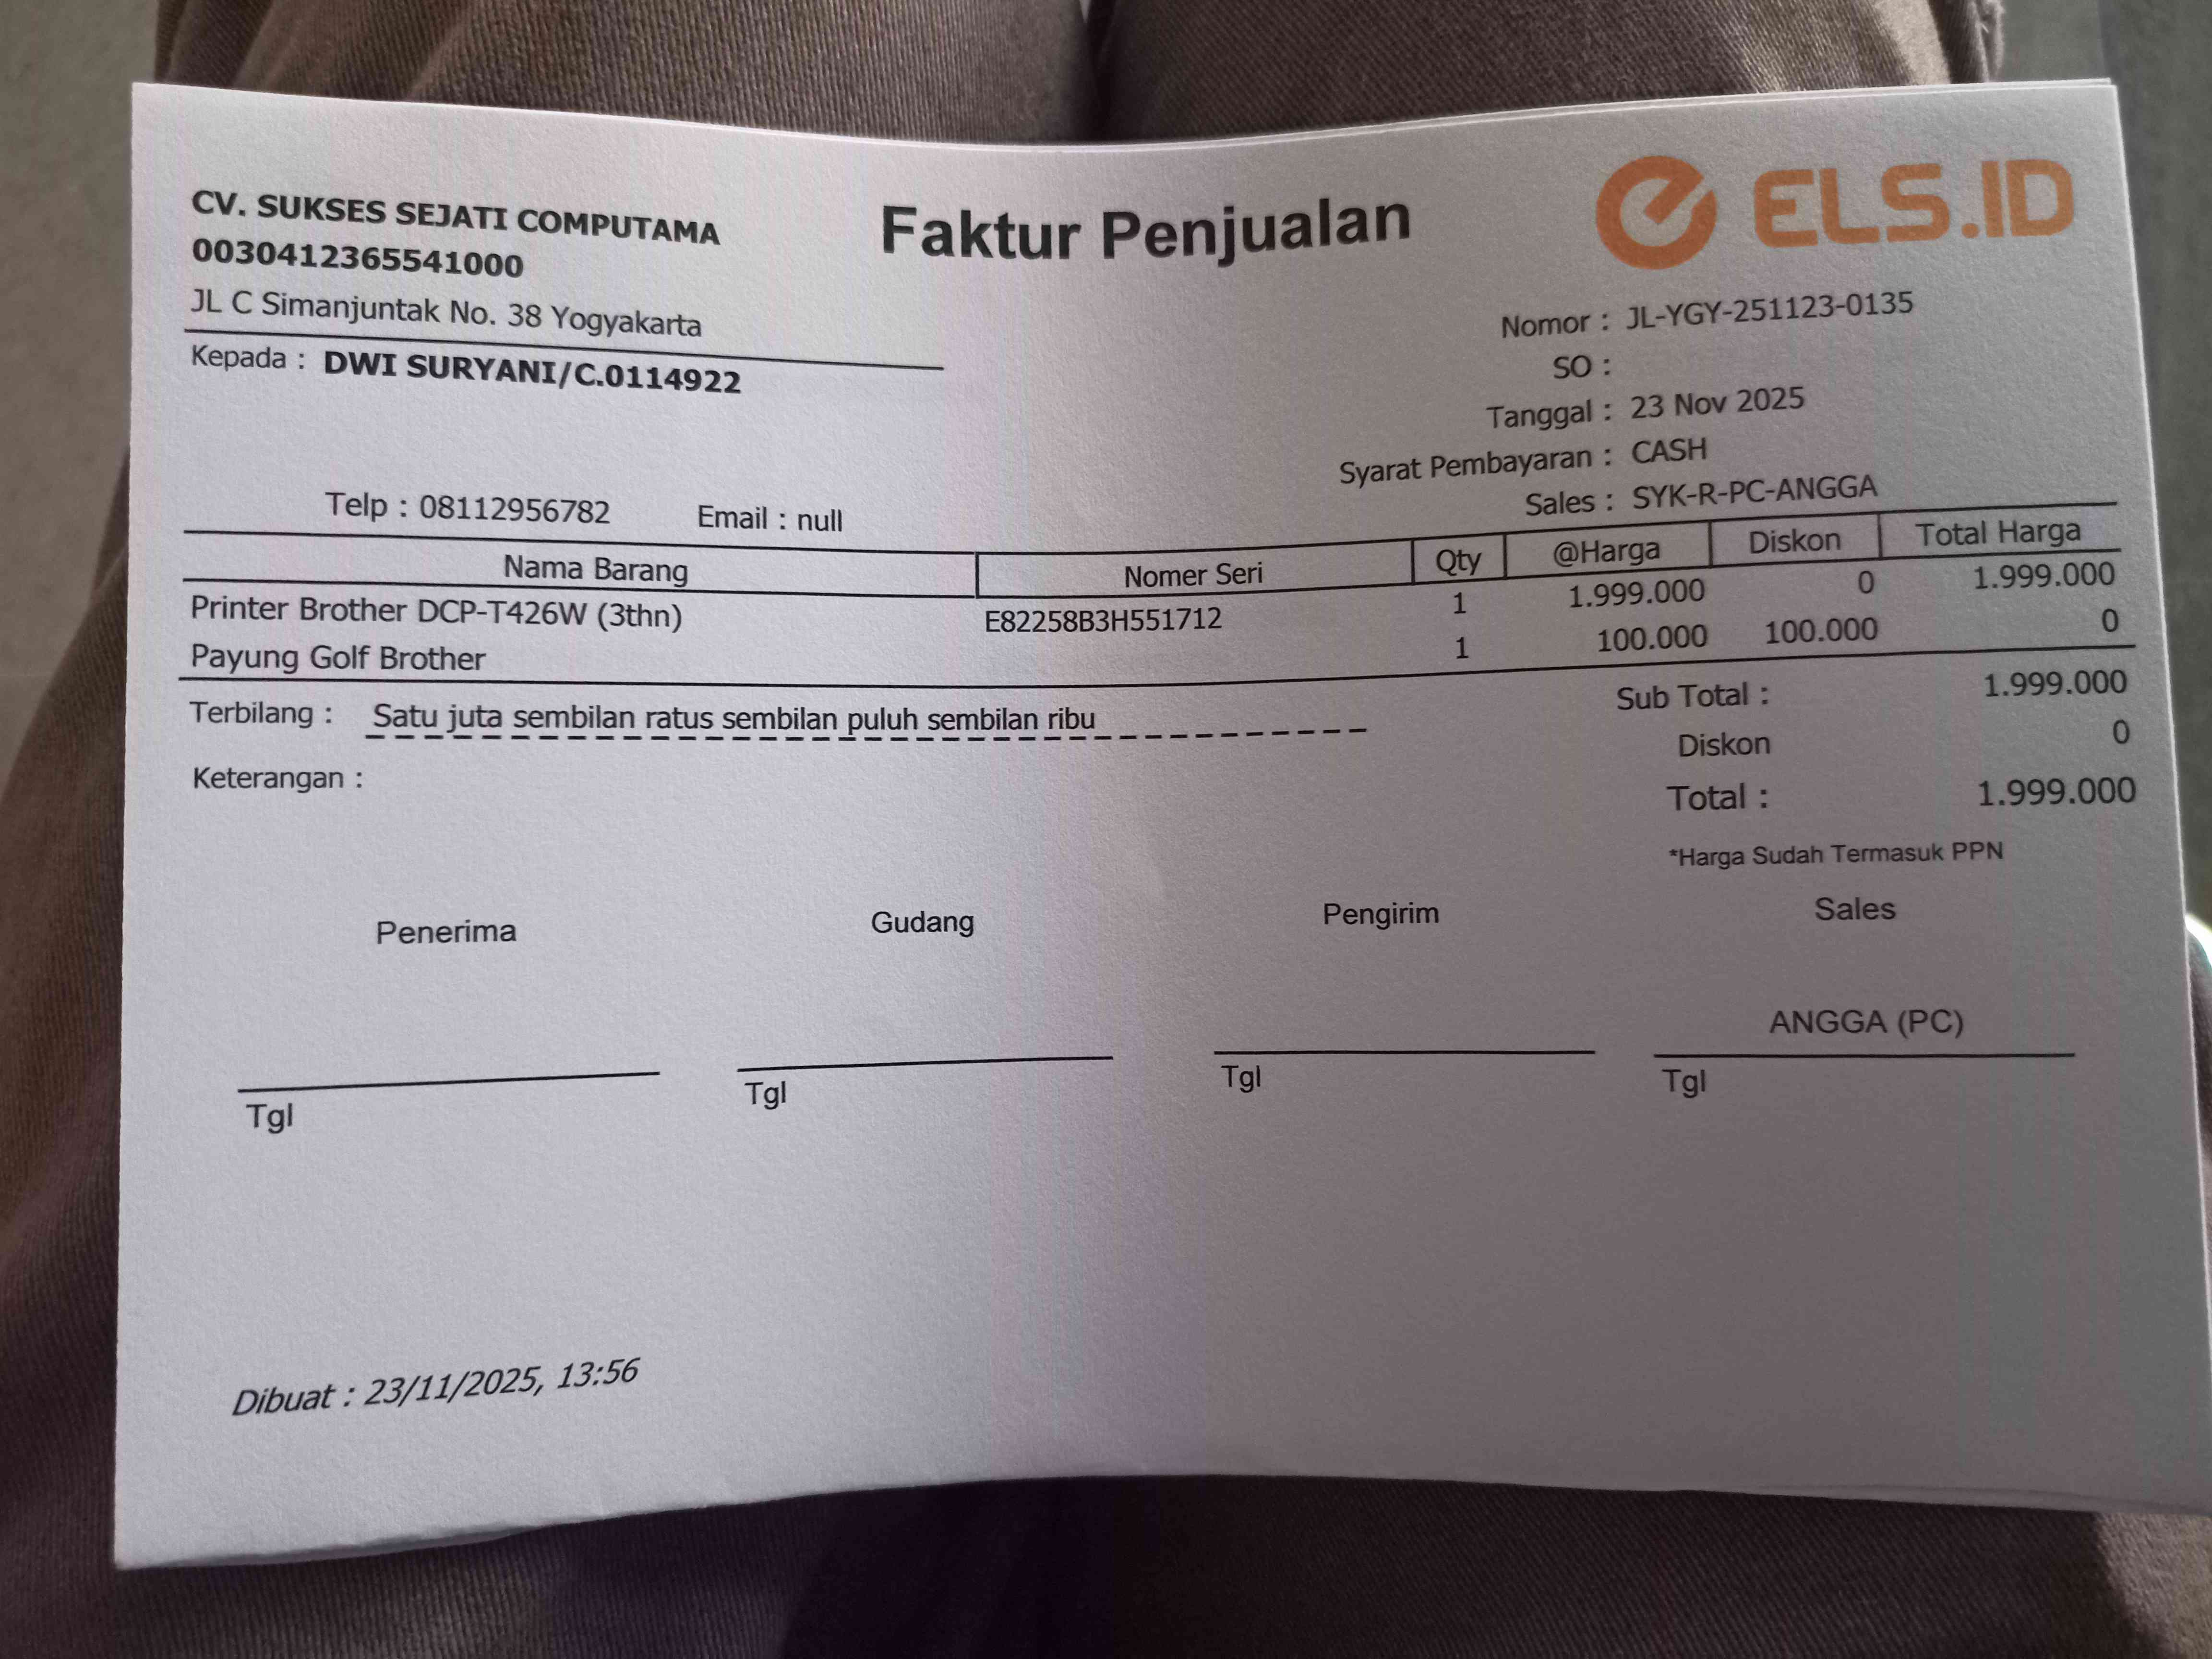 CV. SUKSES SEJATI COMPUTAMA
0030412365541000
JL C Simanjuntak No. 38 Yogyakarta
Kepada : DWI SURYANI/C.0114922
Telp : 08112956782 Email : null
Faktur Penjualan
ELS.ID
Nomor : JL-YGY-251123-0135
SO :
Tanggal : 23 Nov 2025
Syarat Pembayaran : CASH
Sales : SYK-R-PC-ANGGA
Nama Barang Nomer Seri Qty @Harga Diskon Total Harga
Printer Brother DCP-T426W (3thn) E82258B3H551712 1 1.999.000 0 1.999.000
Payung Golf Brother 1 100.000 100.000 0
Terbilang : Satu juta sembilan ratus sembilan puluh sembilan ribu
Keterangan :
Sub Total : 1.999.000
Diskon 0
Total : 1.999.000
*Harga Sudah Termasuk PPN
Penerima Gudang Pengirim Sales
ANGGA (PC)
Tgl Tgl Tgl Tgl
Dibuat : 23/11/2025, 13:56